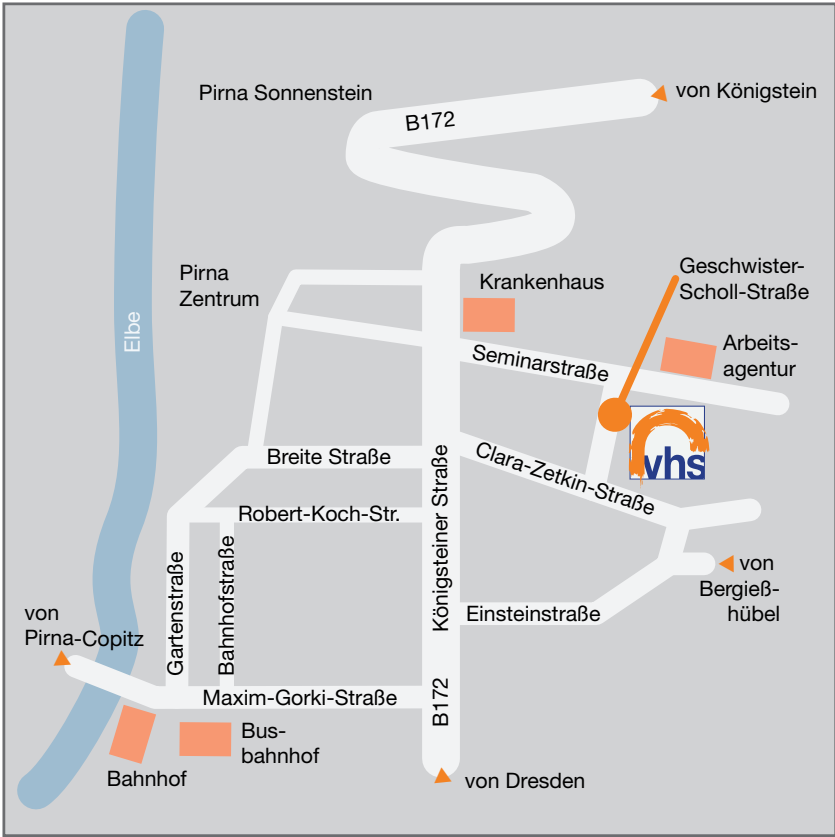 Pirna Sonnenstein
B172
von Königstein
Pirna
Zentrum
Krankenhaus
Geschwister-
Scholl-Straße
Elbe
Seminarstraße
Arbeits-
agentur
vhs
Breite Straße
Königsteiner Straße
Clara-Zetkin-Straße
Robert-Koch-Str.
Gartenstraße
Bahnhofstraße
von
Bergieß-
hübel
Einsteinstraße
von
Pirna-Copitz
Maxim-Gorki-Straße
B172
Bus-
bahnhof
Bahnhof
von Dresden